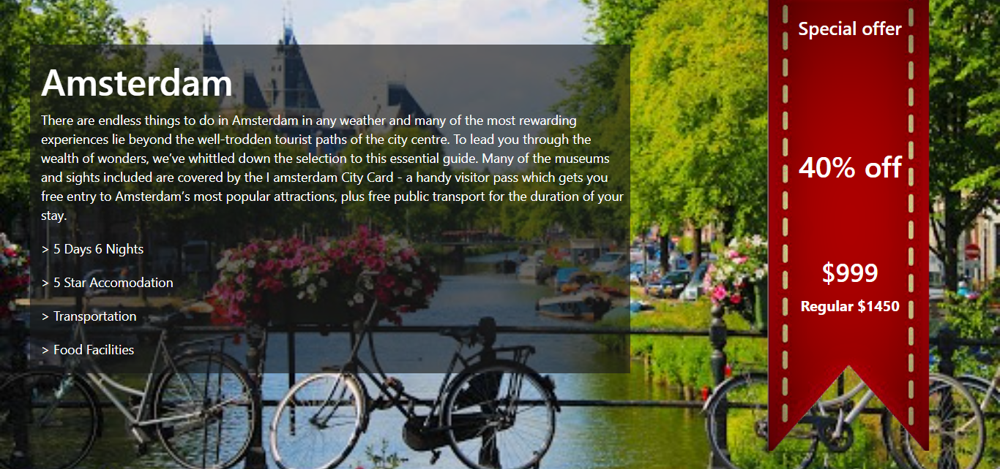 Special offer
Amsterdam
There are endless things to do in Amsterdam in any weather and many of the most rewarding
experiences lie beyond the well-trodden tourist paths of the city centre. To lead you through the
wealth of wonders, we’ve whittled down the selection to this essential guide. Many of the museums
and sights included are covered by the I amsterdam City Card - a handy visitor pass which gets you
free entry to Amsterdam’s most popular attractions, plus free public transport for the duration of your
stay.
> 5 Days 6 Nights
> 5 Star Accomodation
> Transportation
> Food Facilities
40% off
$999
Regular $1450